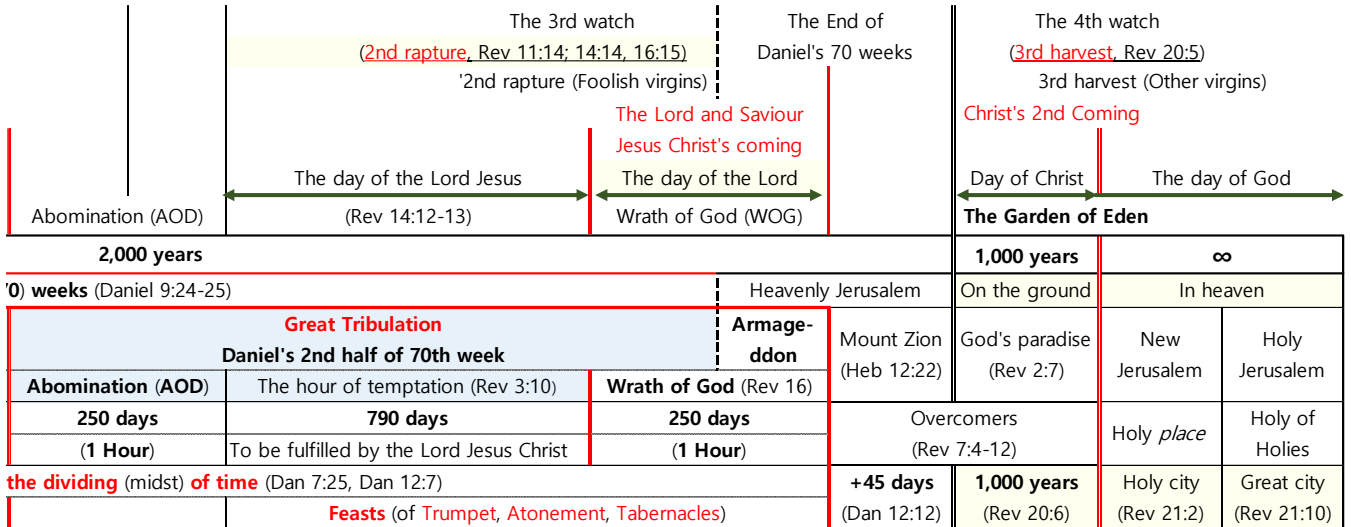 The 3rd watch
The End of
The 4th watch
(2nd rapture, Rev 11:14; 14:14, 16:15)
Daniel's 70 weeks
(3rd harvest, Rev 20:5)
'2nd rapture (Foolish virgins)
3rd harvest (Other virgins)
The Lord and Saviour
Jesus Christ's coming
Christ's 2nd Coming
The day of the Lord Jesus
The day of the Lord
Day of Christ
The day of God
Abomination (AOD)
(Rev 14:12-13)
Wrath of God (WOG)
The Garden of Eden
2,000 years
1,000 years
∞
0) weeks (Daniel 9:24-25)
Heavenly Jerusalem
On the ground
In heaven
Great Tribulation
Daniel's 2nd half of 70th week
Armage-
ddon
Mount Zion
(Heb 12:22)
God's paradise
(Rev 2:7)
New
Jerusalem
Holy
Jerusalem
Abomination (AOD)
The hour of temptation (Rev 3:10)
Wrath of God (Rev 16)
250 days
790 days
250 days
Overcomers
(Rev 7:4-12)
Holy place
Holy of
Holies
(1 Hour)
To be fulfilled by the Lord Jesus Christ
(1 Hour)
the dividing (midst) of time (Dan 7:25, Dan 12:7)
+45 days
(Dan 12:12)
1,000 years
(Rev 20:6)
Holy city
(Rev 21:2)
Great city
(Rev 21:10)
Feasts (of Trumpet, Atonement, Tabernacles)